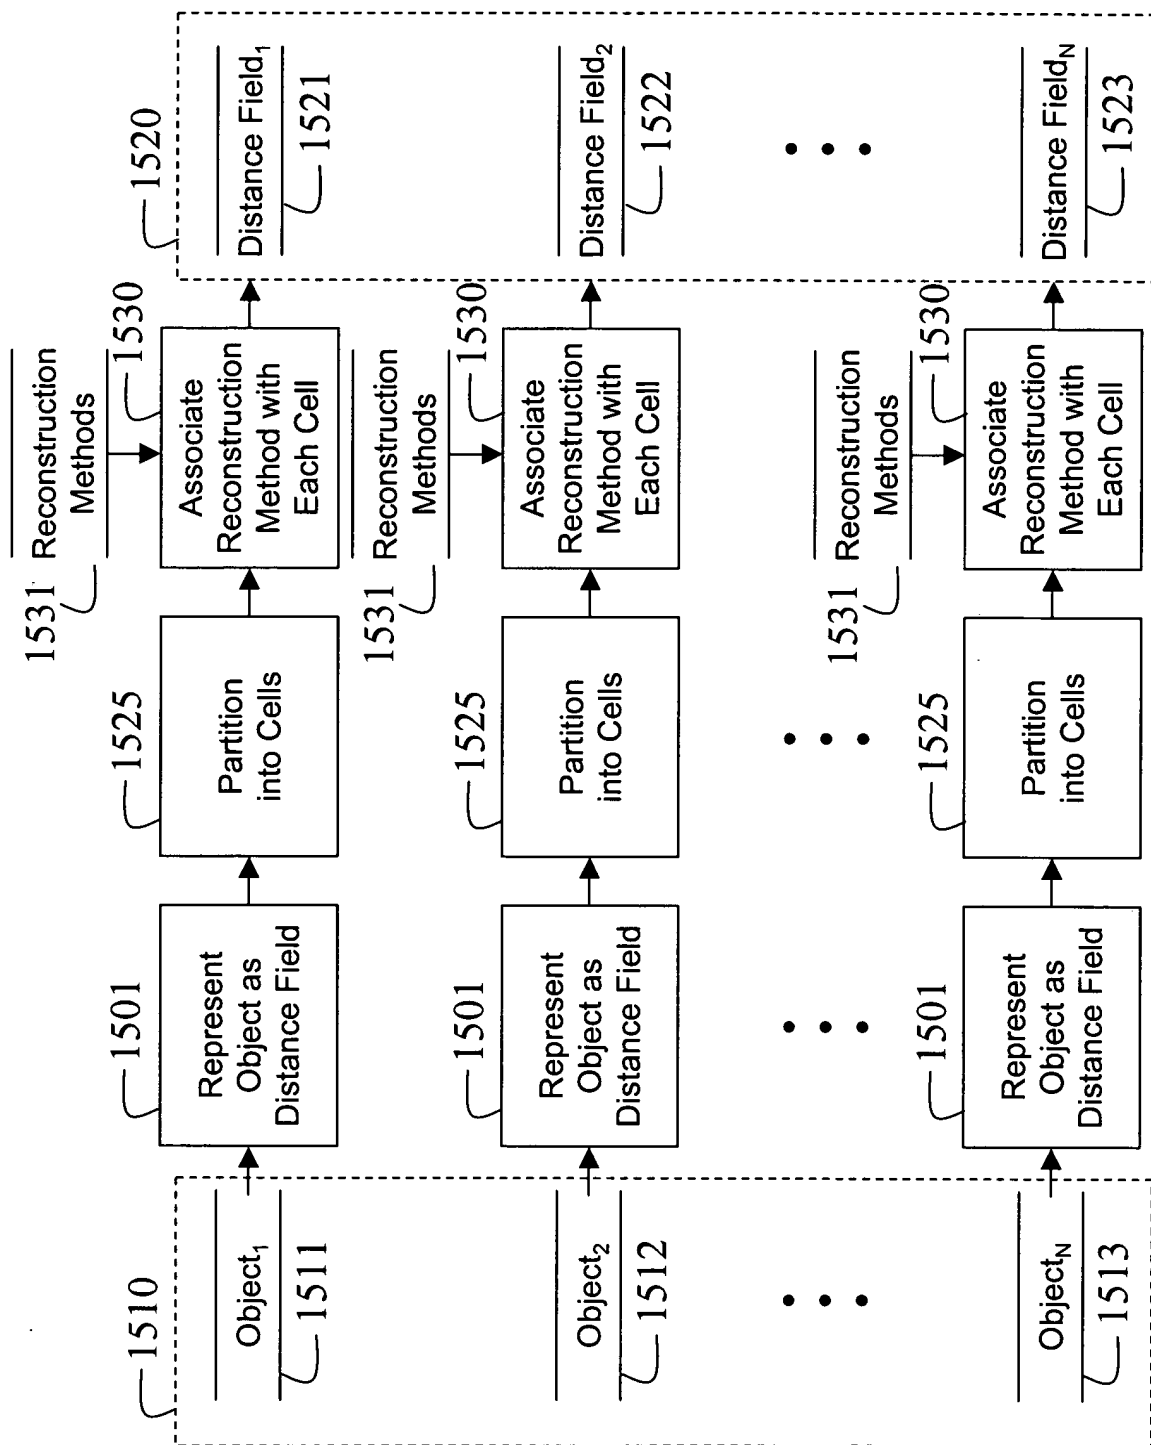 1510
Object1
1511
1501
Represent
Object as
Distance Field
1525
Partition
into Cells
1531
Reconstruction
Methods
1530
Associate
Reconstruction
Method with
Each Cell
1520
Distance Field1
1521
Object2
1512
1501
Represent
Object as
Distance Field
1525
Partition
into Cells
1531
Reconstruction
Methods
1530
Associate
Reconstruction
Method with
Each Cell
Distance Field2
1522
ObjectN
1513
1501
Represent
Object as
Distance Field
1525
Partition
into Cells
1531
Reconstruction
Methods
1530
Associate
Reconstruction
Method with
Each Cell
Distance FieldN
1523